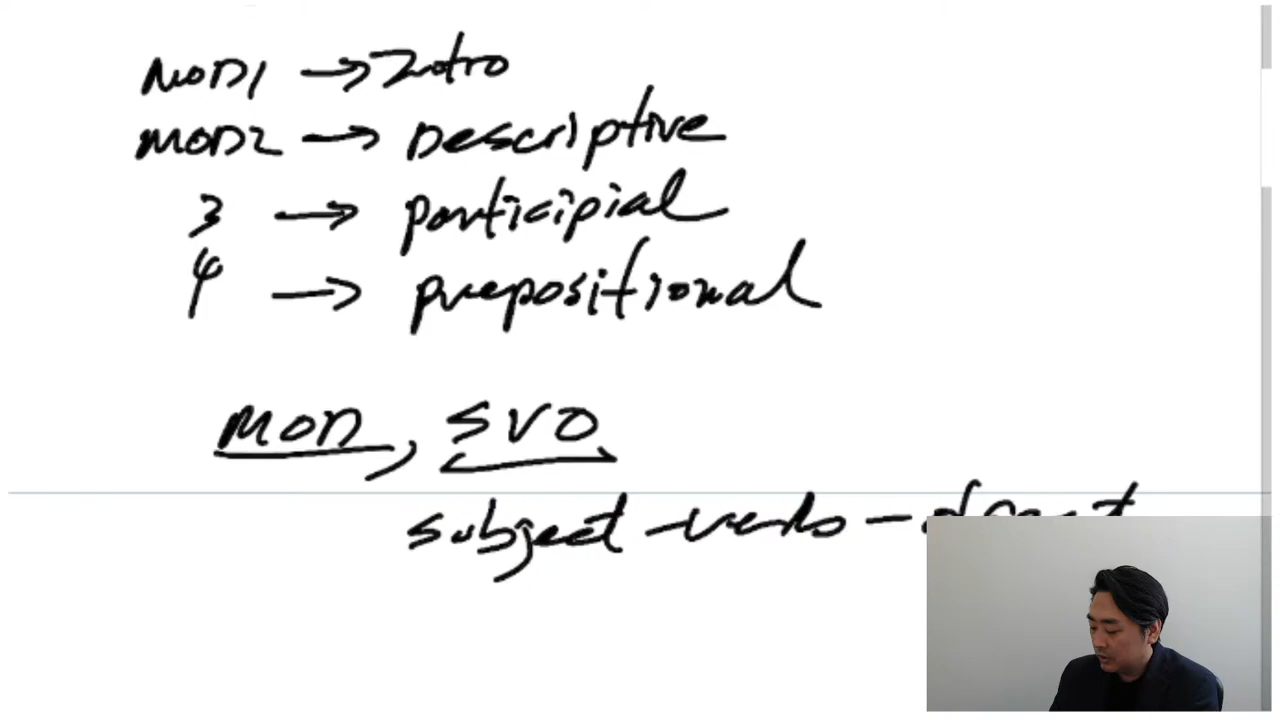 MOD1 → Intro
MOD2 → Descriptive
3 → participial
4 → prepositional
MOD, SVO
subject - verb -